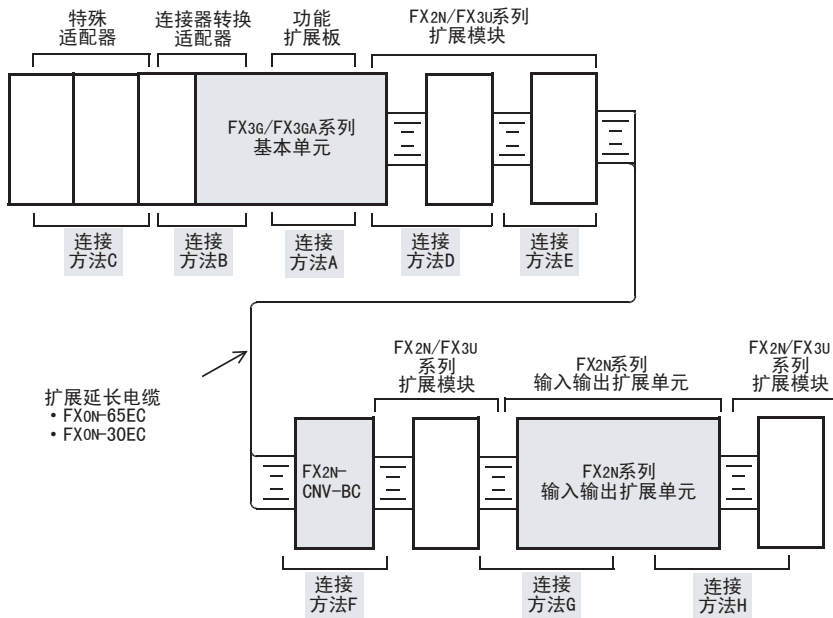 特殊
适配器
连接器转换
适配器
功能
扩展板
FX2N/FX3U系列
扩展模块
FX3G/FX3GA系列
基本单元
连接
方法C
连接
方法B
连接
方法A
连接
方法D
连接
方法E
扩展延长电缆
•FX0N-65EC
•FX0N-30EC
FX2N/FX3U
系列
扩展模块
FX2N系列
输入输出扩展单元
FX2N/FX3U
系列
扩展模块
FX2N-
CNV-BC
FX2N系列
输入输出扩展单元
连接
方法F
连接
方法G
连接
方法H